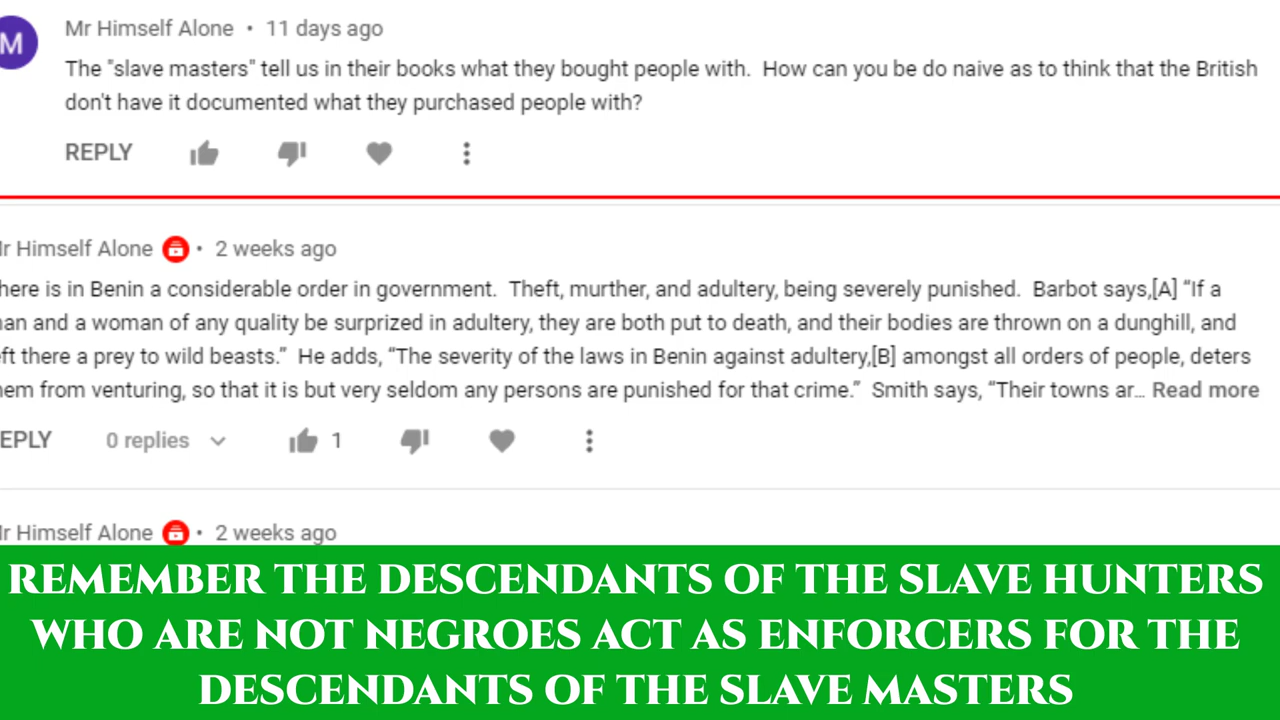 M
Mr Himself Alone • 11 days ago
The "slave masters" tell us in their books what they bought people with. How can you be do naive as to think that the British
don't have it documented what they purchased people with?
REPLY
r Himself Alone • 2 weeks ago
here is in Benin a considerable order in government. Theft, murther, and adultery, being severely punished. Barbot says,[A] “If a
an and a woman of any quality be surprized in adultery, they are both put to death, and their bodies are thrown on a dunghill, and
ft there a prey to wild beasts.” He adds, “The severity of the laws in Benin against adultery,[B] amongst all orders of people, deters
em from venturing, so that it is but very seldom any persons are punished for that crime.” Smith says, “Their towns ar... Read more
EPLY 0 replies 1
r Himself Alone • 2 weeks ago
REMEMBER THE DESCENDANTS OF THE SLAVE HUNTERS
WHO ARE NOT NEGROES ACT AS ENFORCERS FOR THE
DESCENDANTS OF THE SLAVE MASTERS